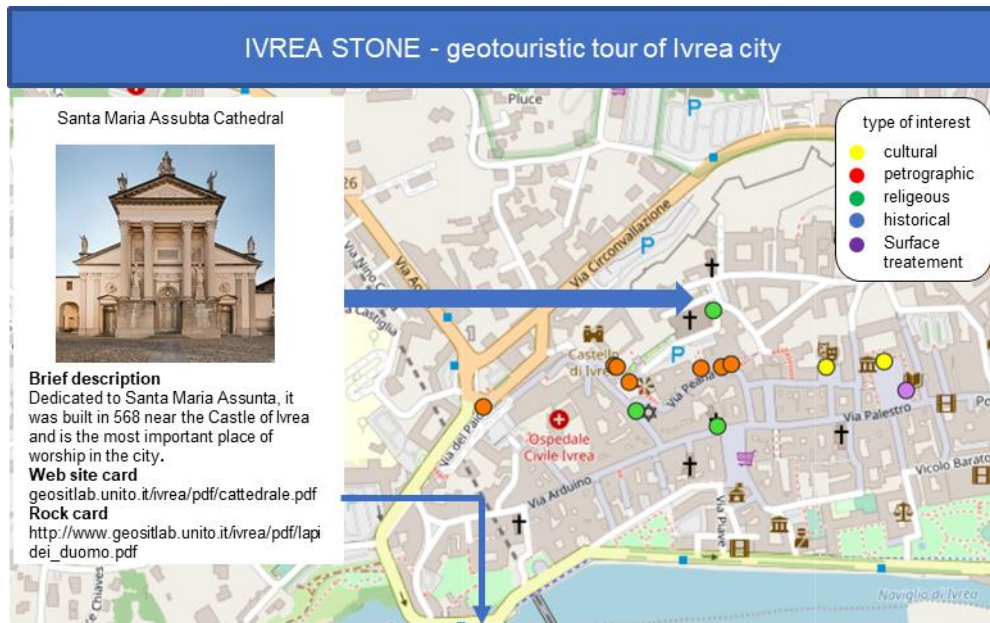 IVREA STONE - geotouristic tour of Ivrea city
Santa Maria Assubta Cathedral
Brief description
Dedicated to Santa Maria Assunta, it
was built in 568 near the Castle of Ivrea
and is the most important place of
worship in the city.
Web site card
geositlab.unito.it/ivrea/pdf/cattedrale.pdf
Rock card
http://www.geositlab.unito.it/ivrea/pdf/lapi
dei_duomo.pdf
type of interest
cultural
petrographic
religeous
historical
Surface
treatement
Pluce
P
26
Via Circonvallazione
P
Via Nino
Castiglia
Castello
di Ivrea
P
Via Peana
Via del
Ospedale
Civile Ivrea
Via Palestro
Via Arduino
Vicolo Barato
Via Piave
Chiaves
Naviglio di Ivrea